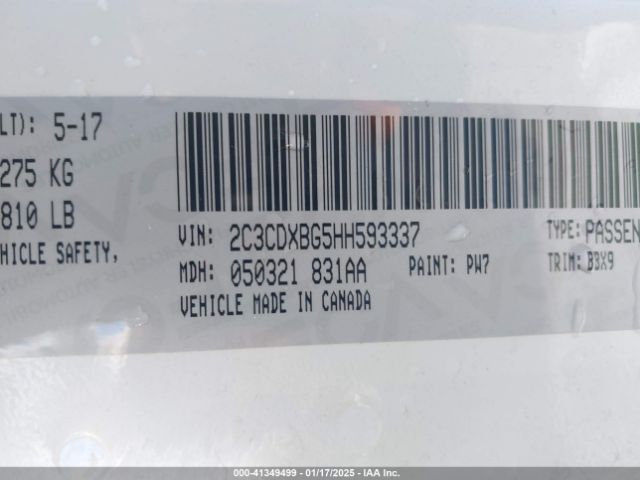 LT): 5-17
275 KG
810 LB
HICLE SAFETY,
VIN: 2C3CDXBG5HH593337
TYPE: PASSEN
MDH: 050321 831AA
PAINT: PW7
TRIM: B3X9
VEHICLE MADE IN CANADA
000-41349499 - 01/17/2025 - IAA Inc.